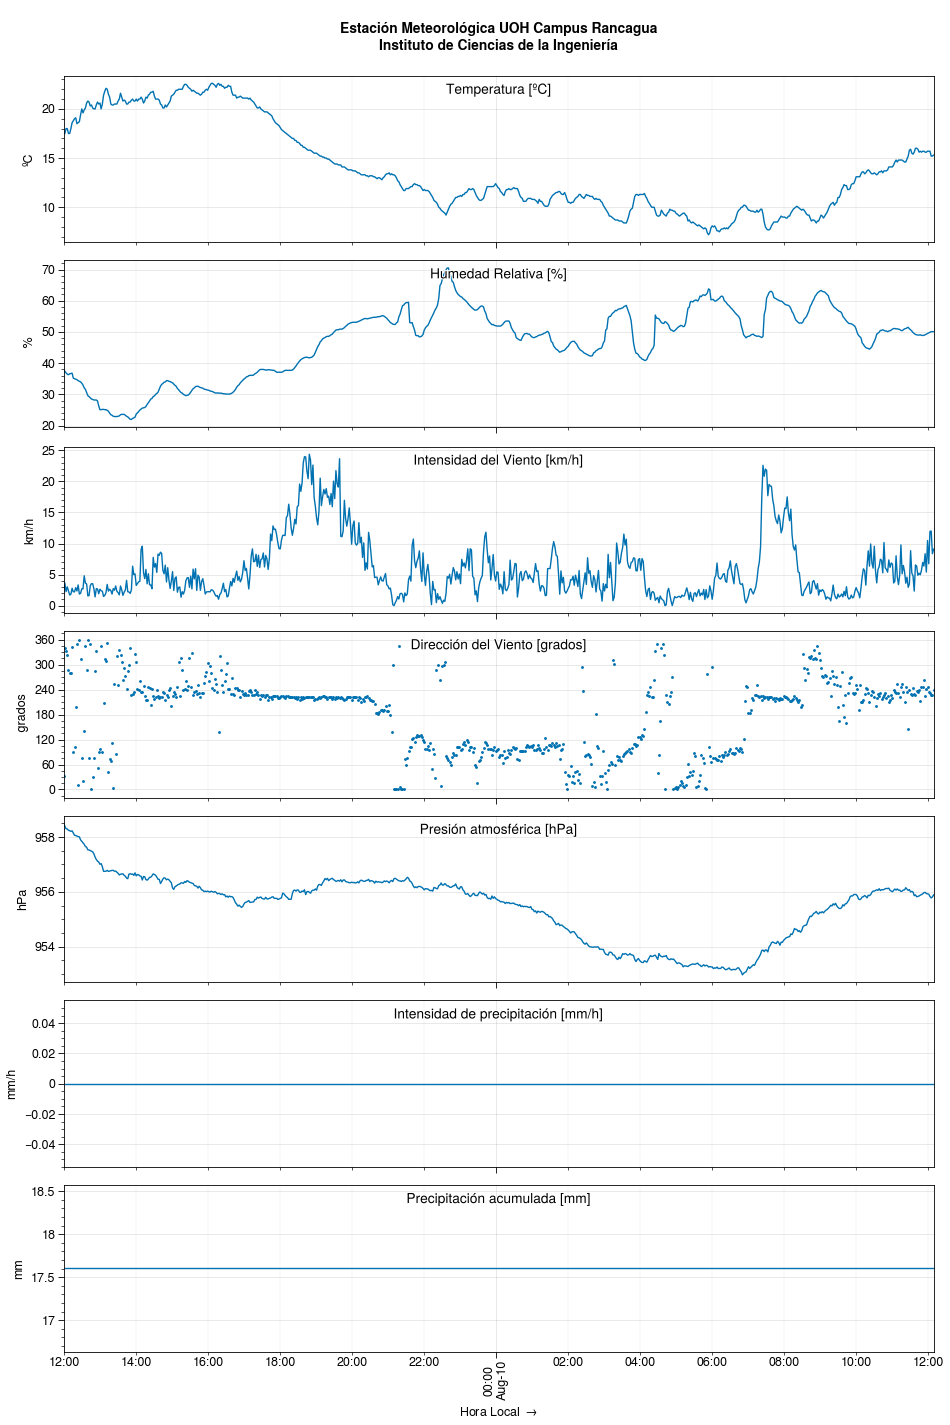 Estación Meteorológica UOH Campus Rancagua
Instituto de Ciencias de la Ingeniería
Temperatura [ºC]
20
15
10
ºC
Humedad Relativa [%]
70
60
50
40
30
20
%
Intensidad del Viento [km/h]
25
20
15
10
5
0
km/h
Dirección del Viento [grados]
360
300
240
180
120
60
0
grados
Presión atmosférica [hPa]
958
956
954
hPa
Intensidad de precipitación [mm/h]
0.04
0.02
0
−0.02
−0.04
mm/h
Precipitación acumulada [mm]
18.5
18
17.5
17
mm
12:00 14:00 16:00 18:00 20:00 22:00 00:00 02:00 04:00 06:00 08:00 10:00 12:00
Aug-10
Hora Local →